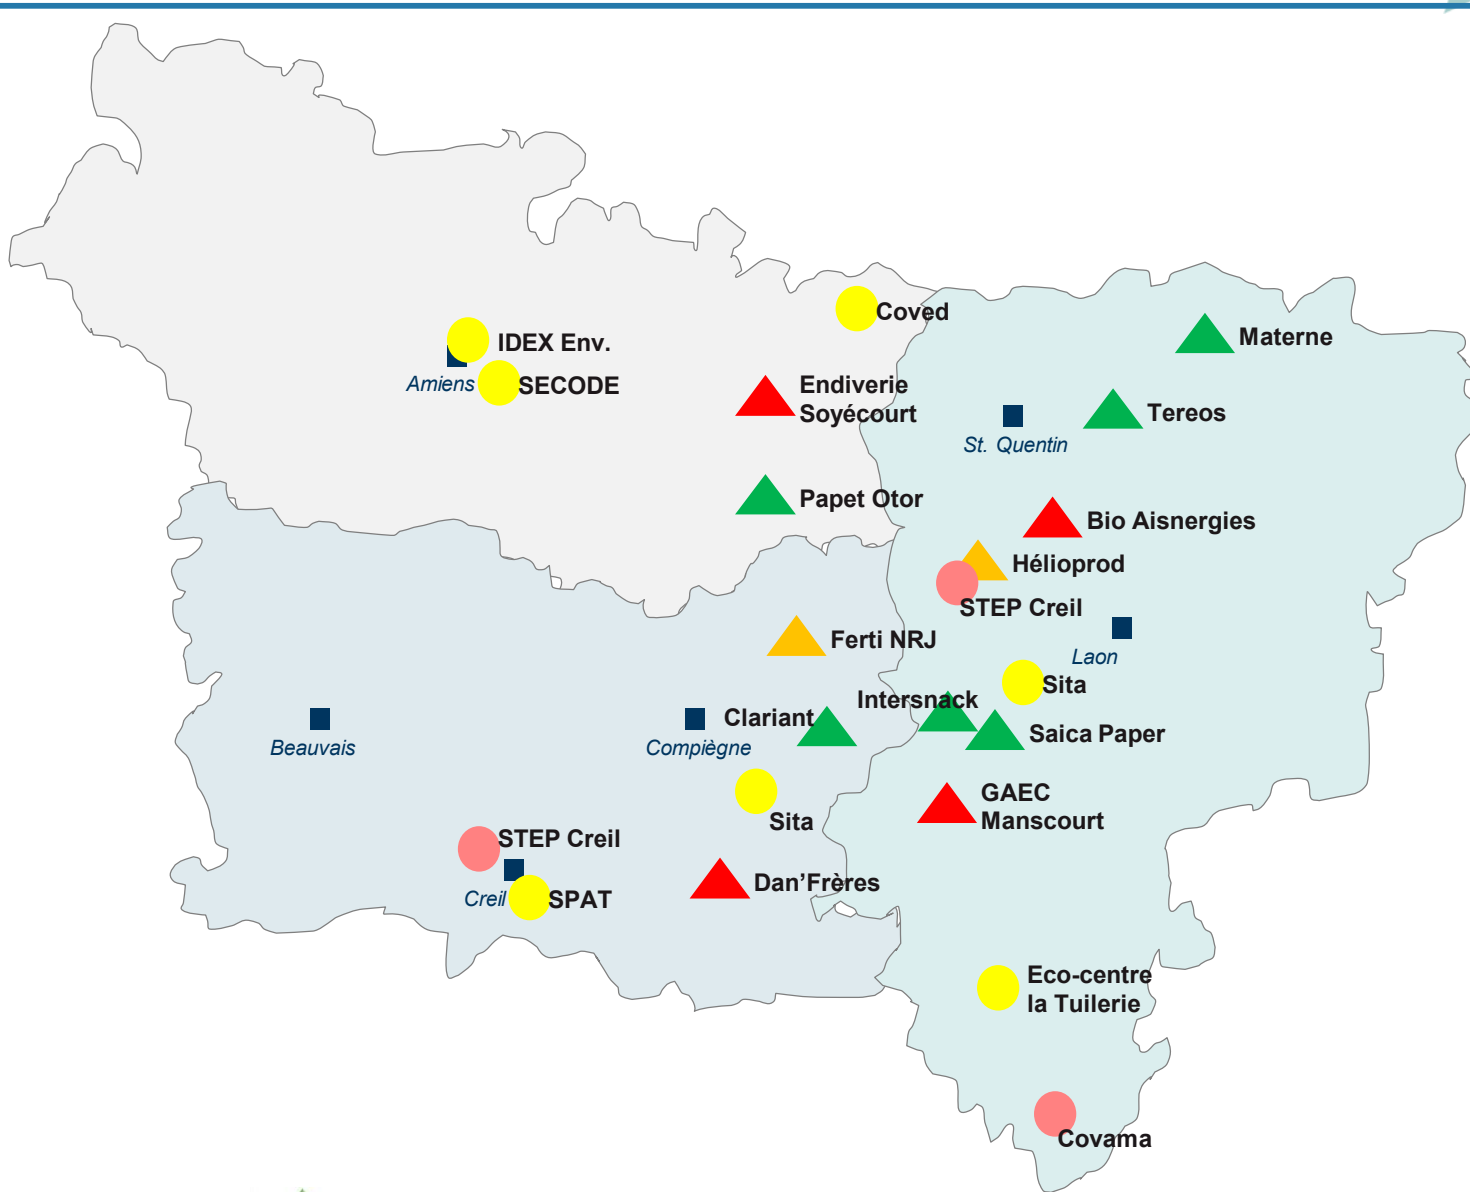 Coved
IDEX Env.
Materne
Amiens
SECODE
Endiverie
Soyécourt
Tereos
St. Quentin
Papet Otor
Bio Aisnergies
Hélioprod
STEP Creil
Ferti NRJ
Laon
Sita
Intersnack
Clariant
Saica Paper
Beauvais
Compiègne
GAEC
Manscourt
Sita
STEP Creil
Dan'Frères
Creil
SPAT
Eco-centre
la Tuilerie
Covama